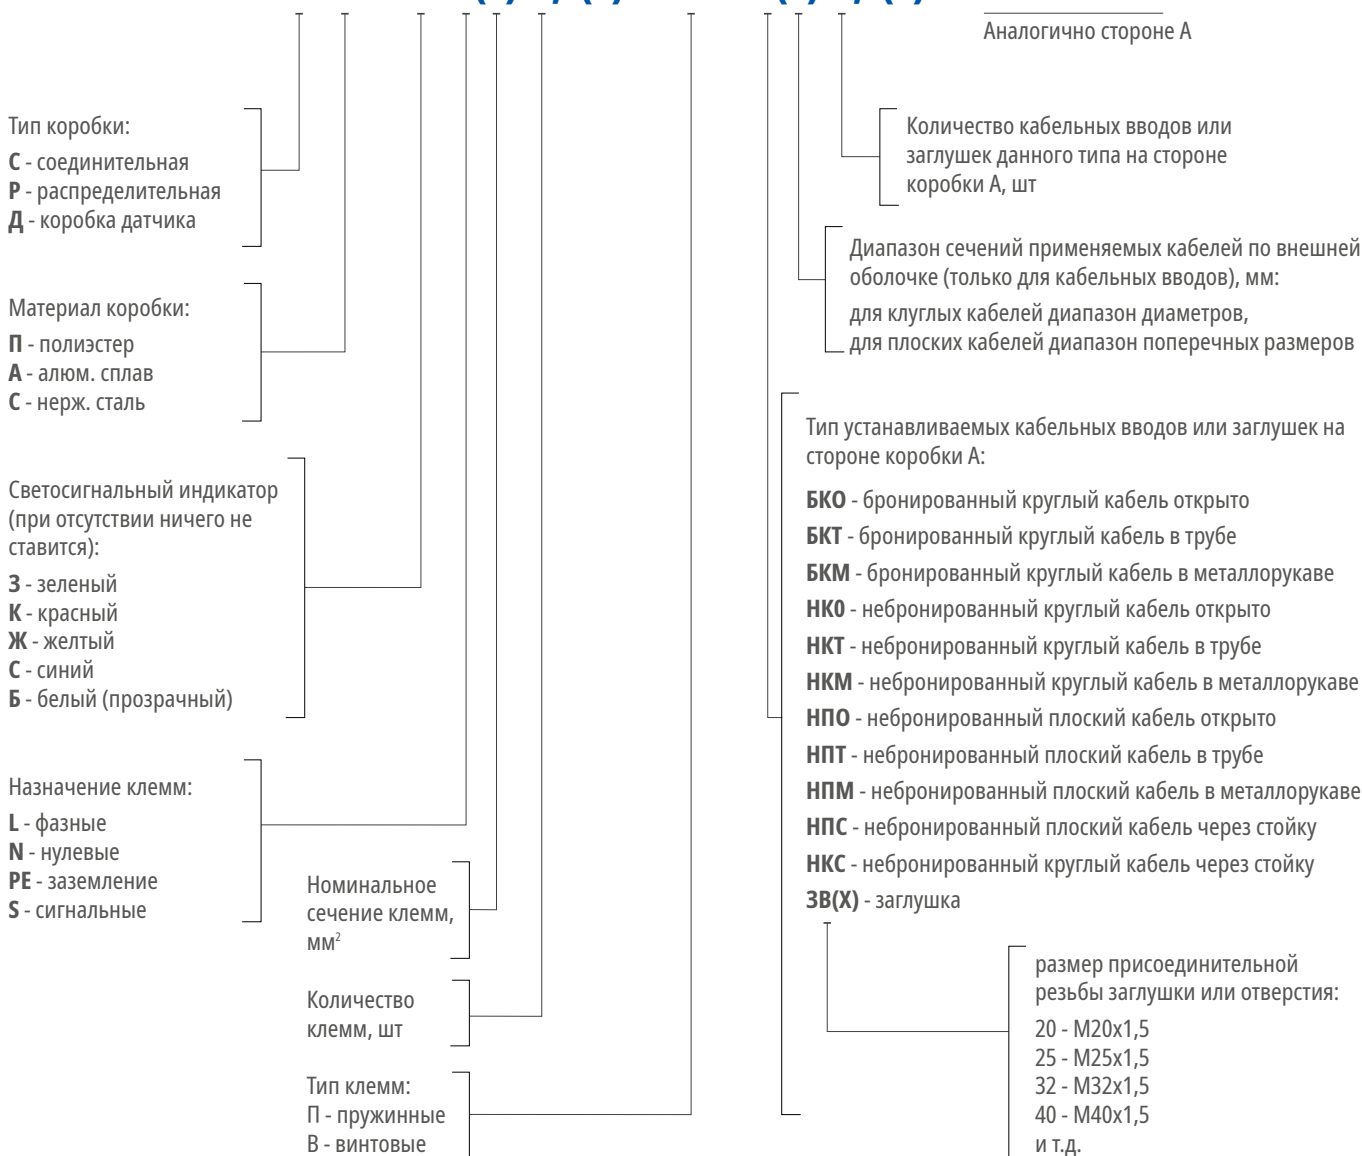 Аналогично стороне А
Тип коробки:
С - соединительная
Р - распределительная
Д - коробка датчика
Материал коробки:
П - полиэстер
А - алюм. сплав
С - нерж. сталь
Светосигнальный индикатор
(при отсутствии ничего не
ставится):
З - зеленый
К - красный
Ж - желтый
С - синий
Б - белый (прозрачный)
Назначение клемм:
L - фазные
N - нулевые
PE - заземление
S - сигнальные
Номинальное
сечение клемм,
мм²
Количество
клемм, шт
Тип клемм:
П - пружинные
В - винтовые
Количество кабельных вводов или
заглушек данного типа на стороне
коробки А, шт
Диапазон сечений применяемых кабелей по внешней
оболочке (только для кабельных вводов), мм:
для клуглых кабелей диапазон диаметров,
для плоских кабелей диапазон поперечных размеров
Тип устанавливаемых кабельных вводов или заглушек на
стороне коробки А:
БКО - бронированный круглый кабель открыто
БКТ - бронированный круглый кабель в трубе
БКМ - бронированный круглый кабель в металлорукаве
НК0 - небронированный круглый кабель открыто
НКТ - небронированный круглый кабель в трубе
НКМ - небронированный круглый кабель в металлорукаве
НПО - небронированный плоский кабель открыто
НПТ - небронированный плоский кабель в трубе
НПМ - небронированный плоский кабель в металлорукаве
НПС - небронированный плоский кабель через стойку
НКС - небронированный круглый кабель через стойку
ЗВ(Х) - заглушка
размер присоединительной
резьбы заглушки или отверстия:
20 - М20х1,5
25 - М25х1,5
32 - М32х1,5
40 - М40х1,5
и т.д.